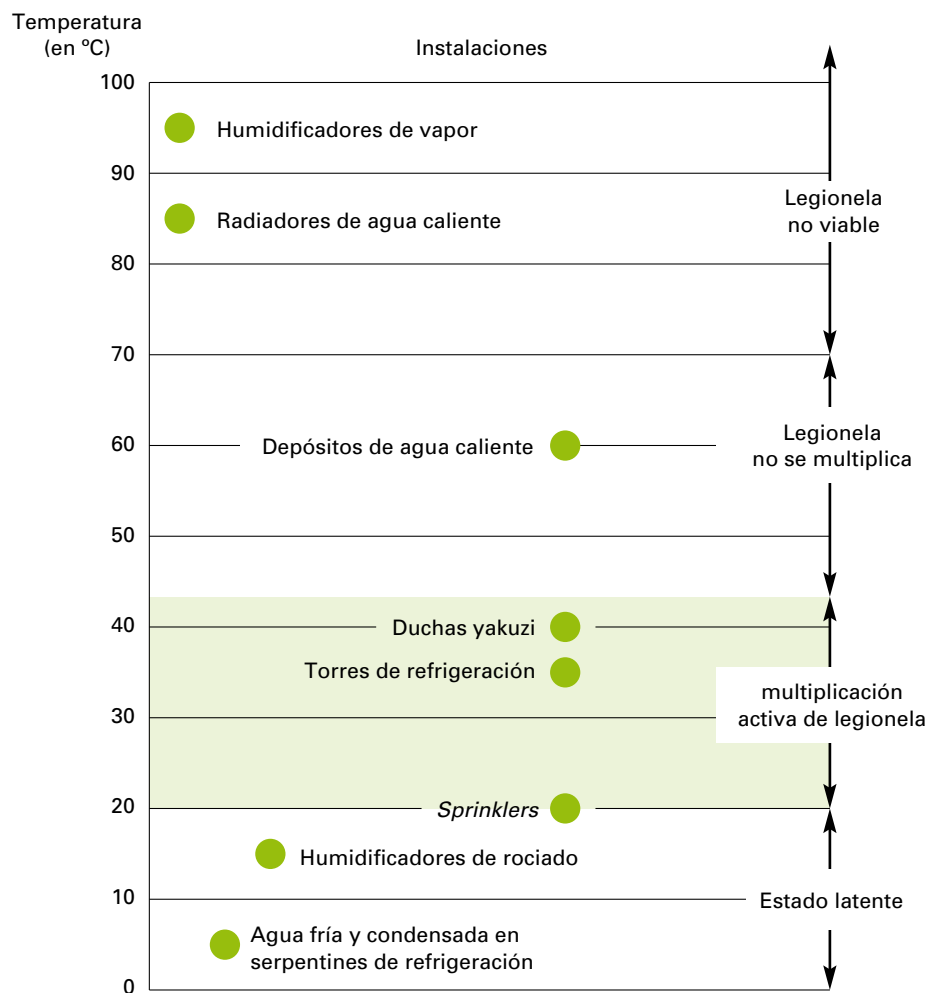 Temperatura
(en ºC)
Instalaciones
100
Humidificadores de vapor
90
Legionela
no viable
Radiadores de agua caliente
80
70
Legionela
no se multiplica
60
Depósitos de agua caliente
50
40
Duchas yakuzi
Torres de refrigeración
multiplicación
activa de legionela
30
20
Sprinklers
Humidificadores de rociado
10
Estado latente
Agua fría y condensada en
serpentines de refrigeración
0